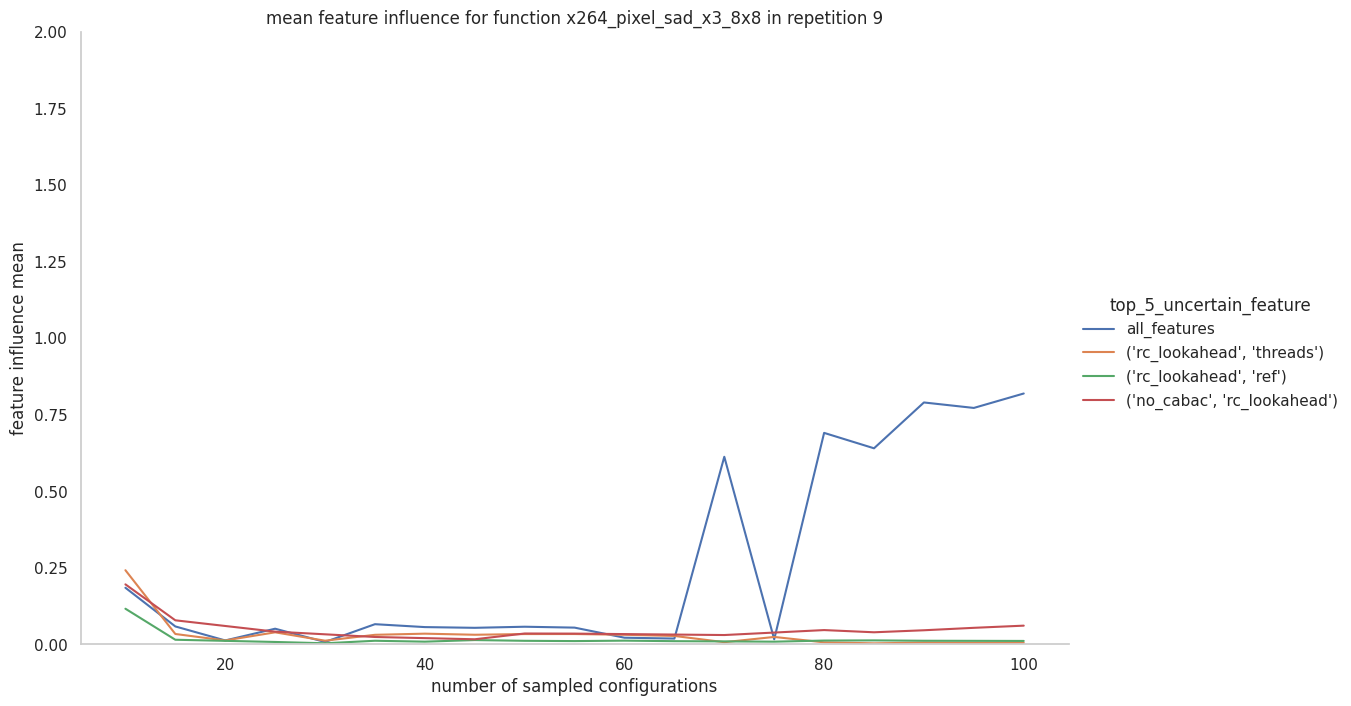 mean feature influence for function x264_pixel_sad_x3_8x8 in repetition 9
2.00
1.75
1.50
1.25
1.00
0.75
0.50
0.25
0.00
feature influence mean
20
40
60
80
100
number of sampled configurations
top_5_uncertain_feature
all_features
('rc_lookahead', 'threads')
('rc_lookahead', 'ref')
('no_cabac', 'rc_lookahead')